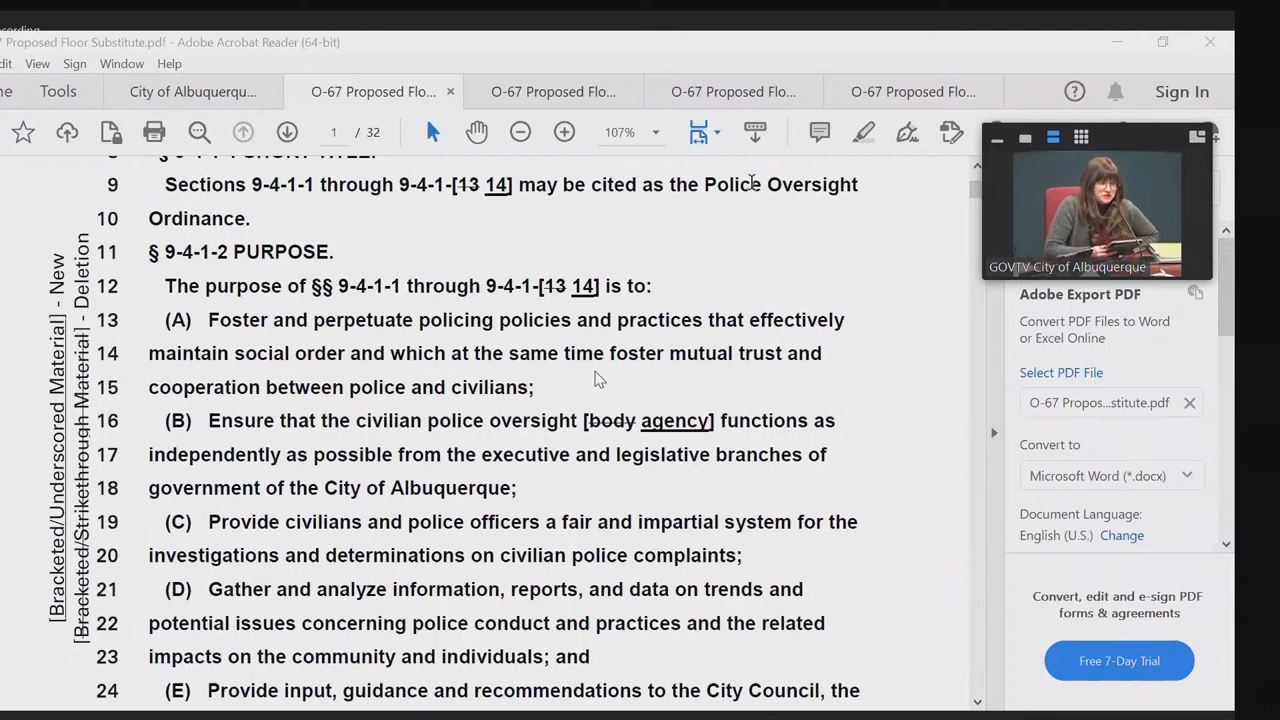 67 Proposed Floor Substitute.pdf - Adobe Acrobat Reader (64-bit)
View Sign Window Help
Tools City of Albuquerqu... O-67 Proposed Flo... × O-67 Proposed Flo... O-67 Proposed Flo... O-67 Proposed Flo... Sign In
1 / 32 107%
9 Sections 9-4-1-1 through 9-4-1-[13 14] may be cited as the Police Oversight
10 Ordinance.
11 § 9-4-1-2 PURPOSE.
12 The purpose of §§ 9-4-1-1 through 9-4-1-[13 14] is to:
13 (A) Foster and perpetuate policing policies and practices that effectively
14 maintain social order and which at the same time foster mutual trust and
15 cooperation between police and civilians;
16 (B) Ensure that the civilian police oversight [body agency] functions as
17 independently as possible from the executive and legislative branches of
18 government of the City of Albuquerque;
19 (C) Provide civilians and police officers a fair and impartial system for the
20 investigations and determinations on civilian police complaints;
21 (D) Gather and analyze information, reports, and data on trends and
22 potential issues concerning police conduct and practices and the related
23 impacts on the community and individuals; and
24 (E) Provide input, guidance and recommendations to the City Council, the
[Bracketed/Underscored Material] - New
[Bracketed/Strikethrough Material] - Deletion
GOVTV City of Albuquerque
Adobe Export PDF
Convert PDF Files to Word
or Excel Online
Select PDF File
O-67 Propos...stitute.pdf
Convert to
Microsoft Word (*.docx)
Document Language:
English (U.S.) Change
Convert, edit and e-sign PDF
forms & agreements
Free 7-Day Trial